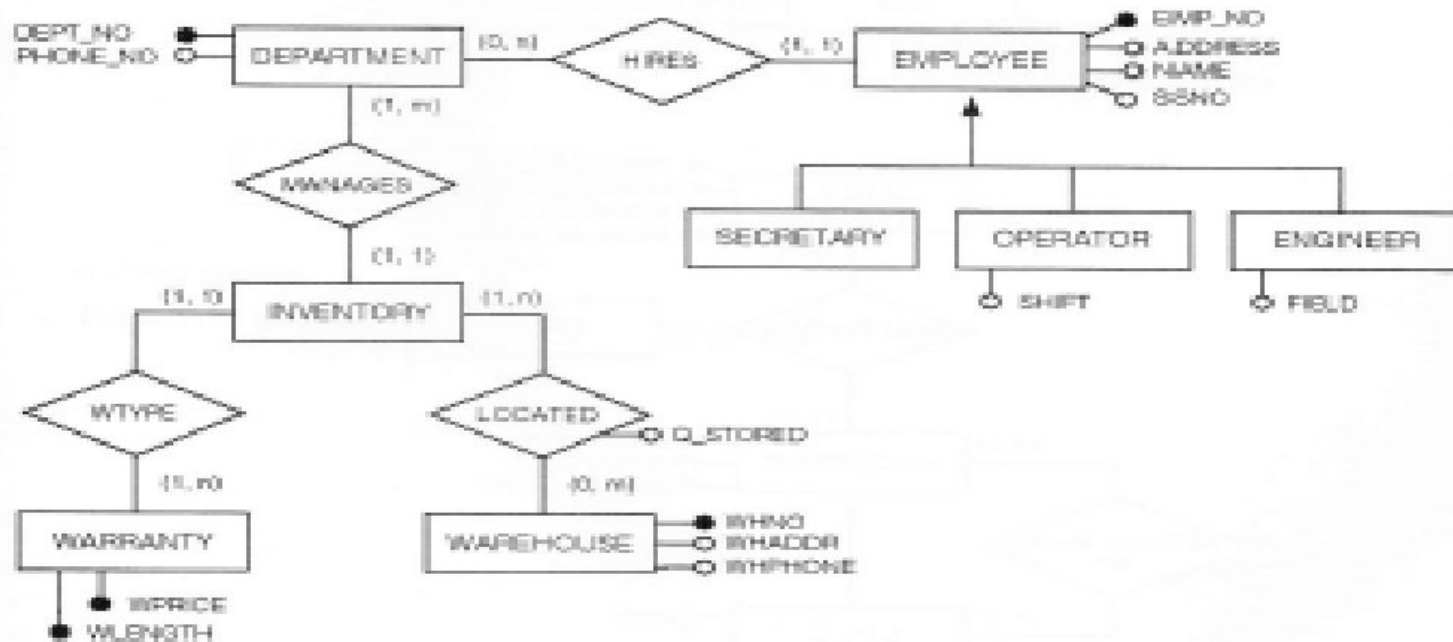 DEPT_NO
PHONE_NO
DEPARTMENT
(0, n)
HIRES
(1, 1)
EMPLOYEE
EMP_NO
ADDRESS
NAME
SSNO
(1, m)
MANAGES
(1, 1)
SECRETARY
OPERATOR
ENGINEER
SHIFT
FIELD
(1, 1)
INVENTORY
(1, n)
WTYPE
LOCATED
Q_STORED
(1, n)
(0, m)
WARRANTY
WAREHOUSE
WHNO
WHADDR
WHPHONE
WPRICE
WLENGTH